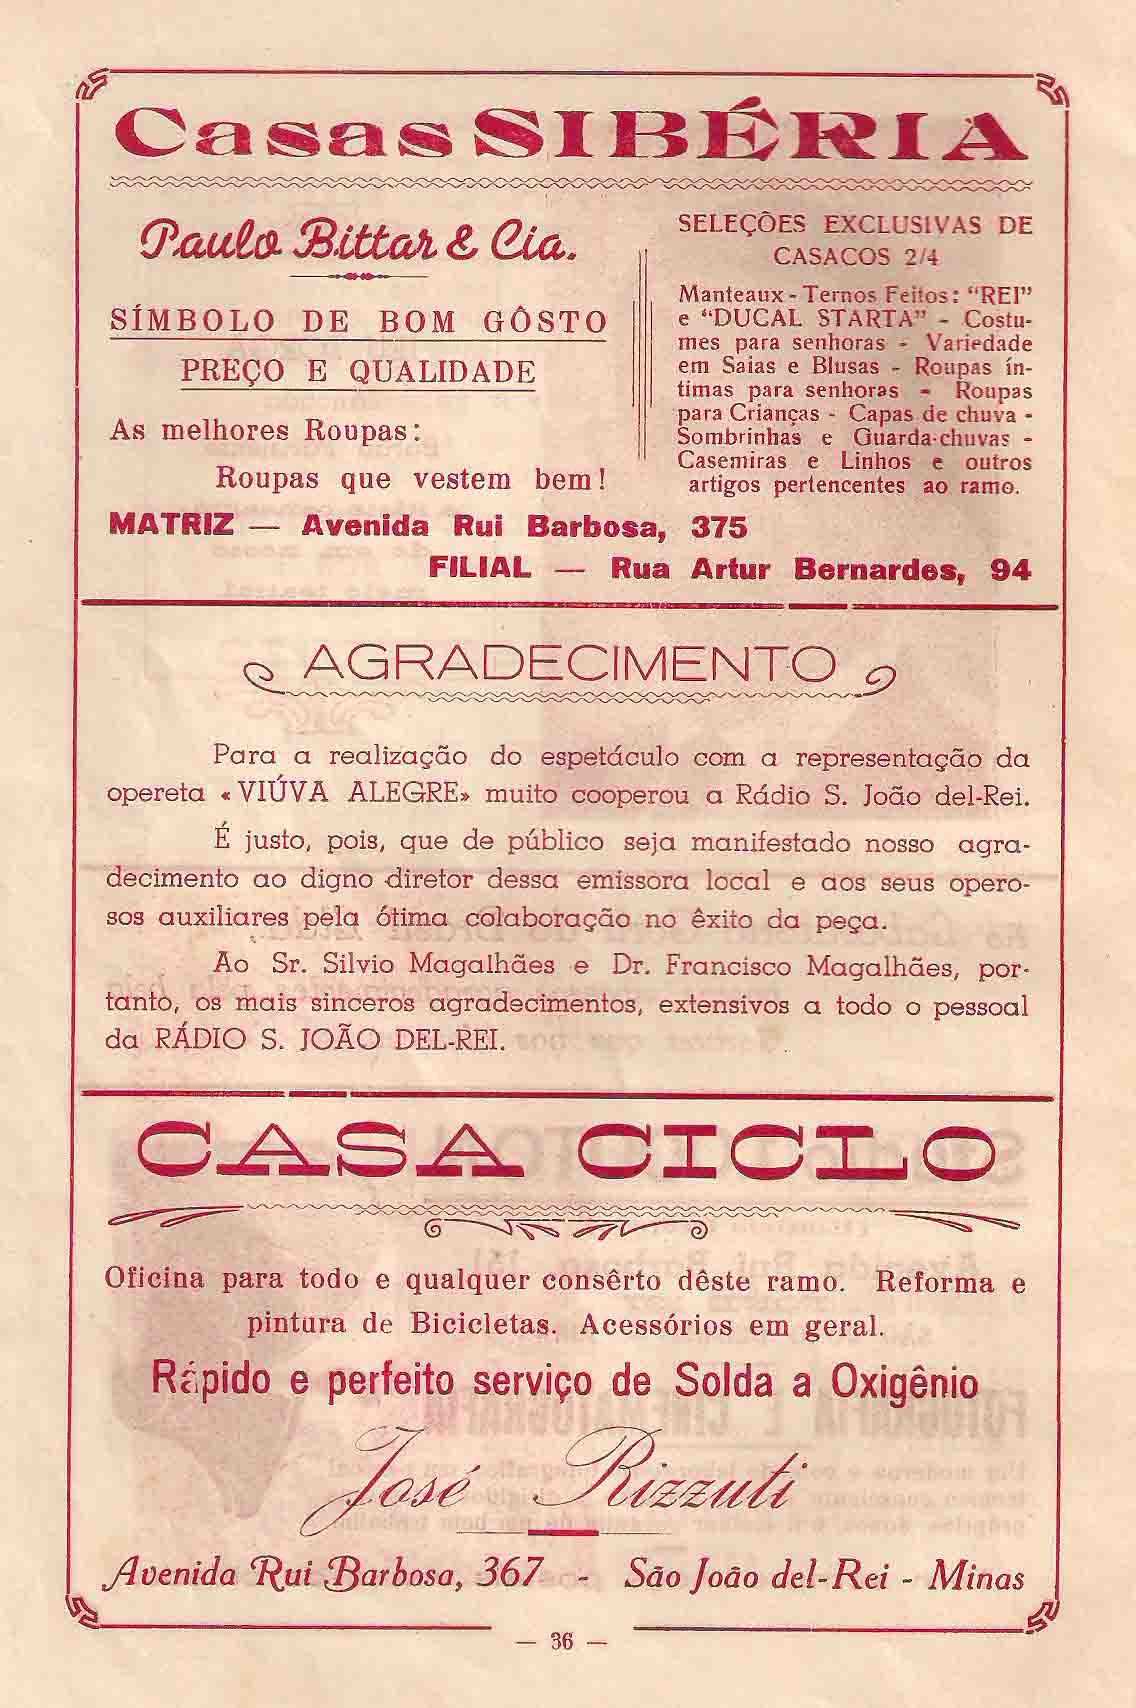 Casas SIBÉRIA
Paulo Bittar & Cia.
SÍMBOLO DE BOM GÔSTO
PREÇO E QUALIDADE
As melhores Roupas:
Roupas que vestem bem!
SELEÇÕES EXCLUSIVAS DE
CASACOS 2/4
Manteaux - Ternos Feitos: "REI"
e "DUCAL STARTA" - Costu-
mes para senhoras - Variedade
em Saias e Blusas - Roupas ín-
timas para senhoras - Roupas
para Crianças - Capas de chuva -
Sombrinhas e Guarda-chuvas -
Casemiras e Linhos e outros
artigos pertencentes ao ramo.
MATRIZ — Avenida Rui Barbosa, 375
FILIAL — Rua Artur Bernardes, 94
AGRADECIMENTO
Para a realização do espetáculo com a representação da
opereta «VIÚVA ALEGRE» muito cooperou a Rádio S. João del-Rei.
É justo, pois, que de público seja manifestado nosso agra-
decimento ao digno diretor dessa emissora local e aos seus opero-
sos auxiliares pela ótima colaboração no êxito da peça.
Ao Sr. Silvio Magalhães e Dr. Francisco Magalhães, por-
tanto, os mais sinceros agradecimentos, extensivos a todo o pessoal
da RÁDIO S. JOÃO DEL-REI.
CASA CICLO
Oficina para todo e qualquer consêrto dêste ramo. Reforma e
pintura de Bicicletas. Acessórios em geral.
Rápido e perfeito serviço de Solda a Oxigênio
José Rizzuti
Avenida Rui Barbosa, 367 - São João del-Rei - Minas
— 36 —